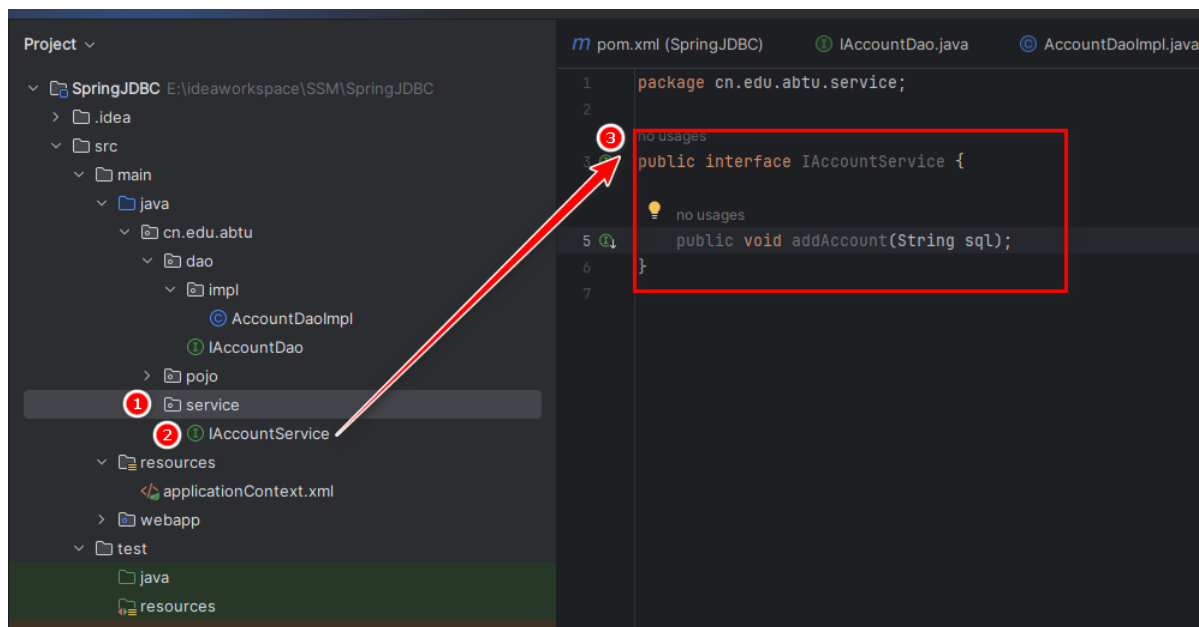 Project
SpringJDBC E:\ideaworkspace\SSM\SpringJDBC
.idea
src
main
java
cn.edu.abtu
dao
impl
AccountDaoImpl
IAccountDao
pojo
1 service
2 IAccountService
resources
applicationContext.xml
webapp
test
java
resources
m pom.xml (SpringJDBC) IAccountDao.java AccountDaoImpl.java
1 package cn.edu.abtu.service;
2
3 no usages
3 public interface IAccountService {
no usages
5 public void addAccount(String sql);
6 }
7